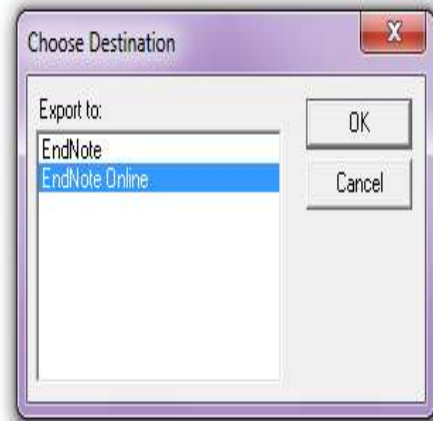 Choose Destination
X
Export to:
OK
EndNote
EndNote Online
Cancel